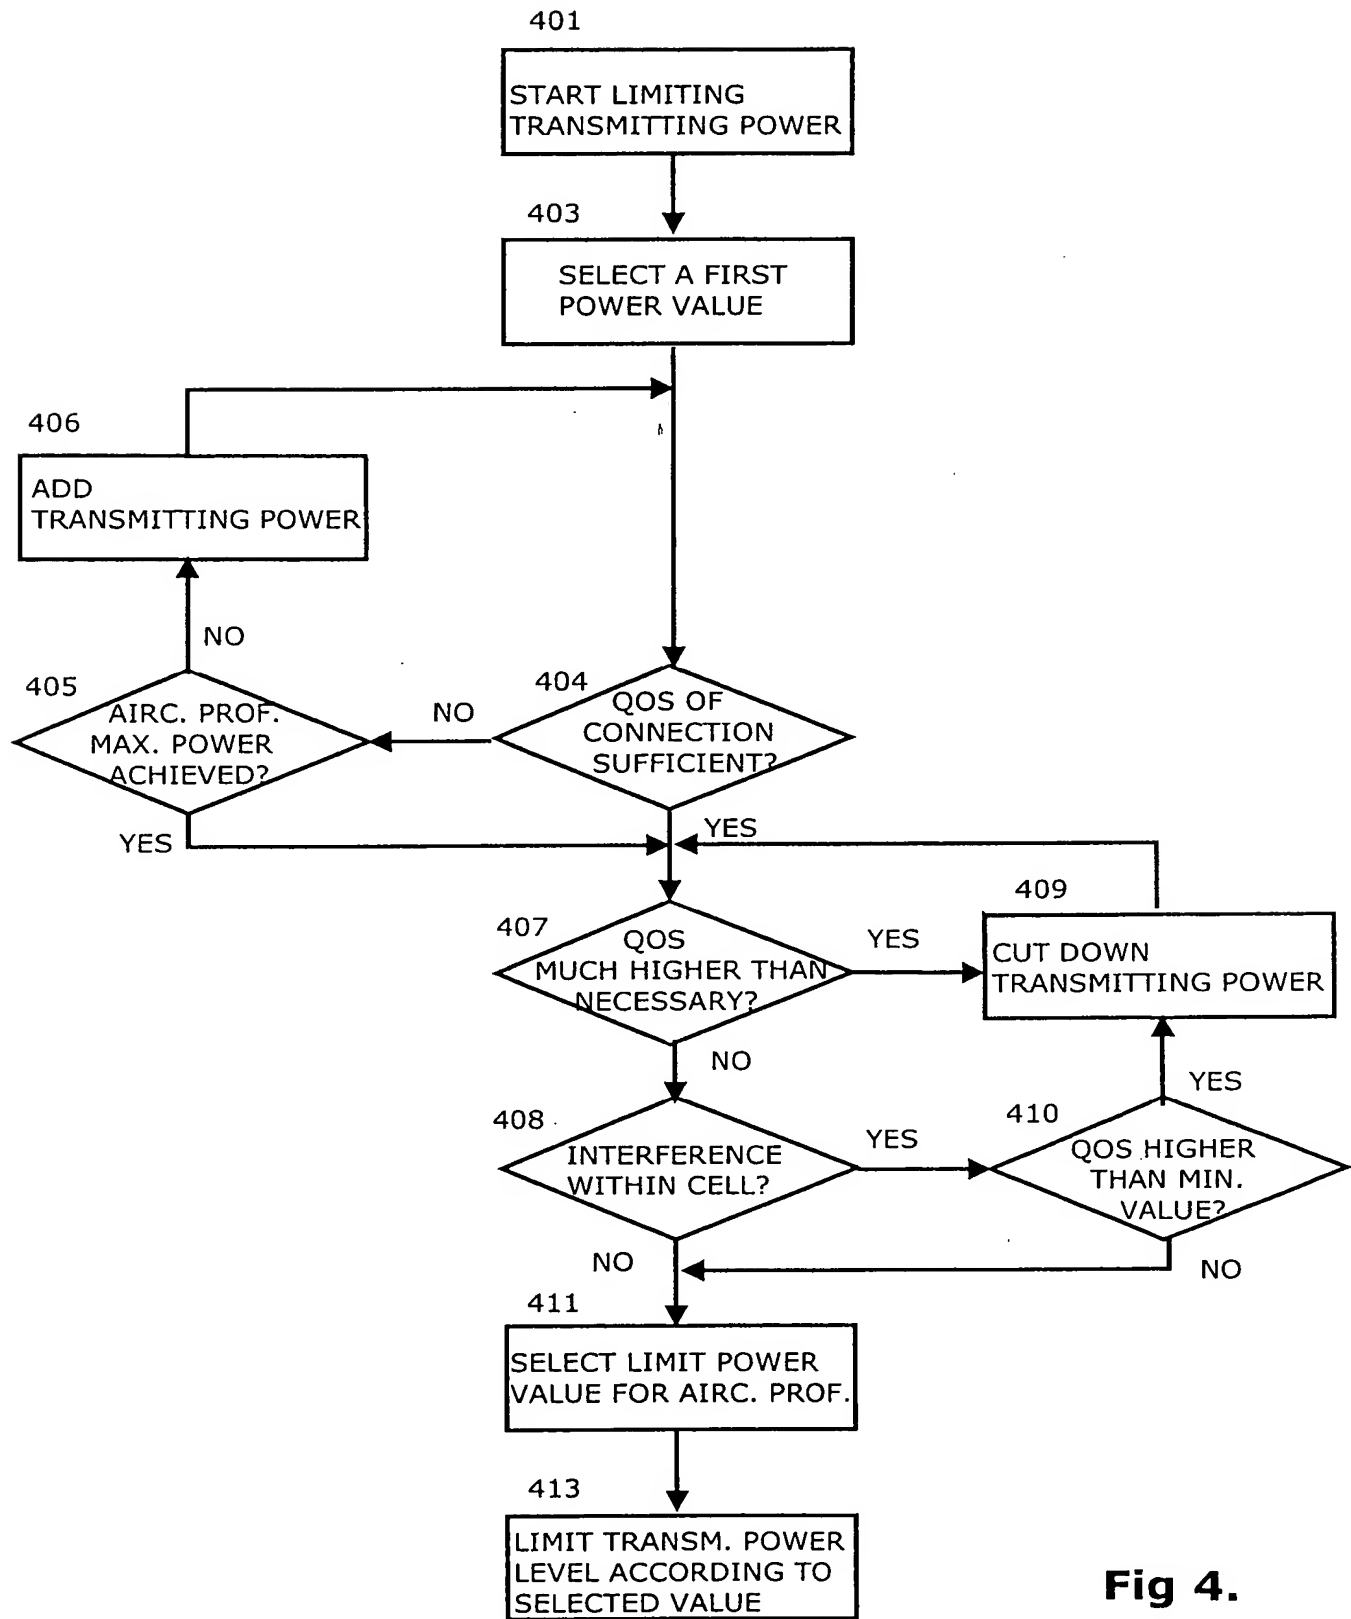 401
START LIMITING
TRANSMITTING POWER
403
SELECT A FIRST
POWER VALUE
406
ADD
TRANSMITTING POWER
NO
405
AIRC. PROF.
MAX. POWER
ACHIEVED?
NO
404
QOS OF
CONNECTION
SUFFICIENT?
YES
YES
407
QOS
MUCH HIGHER THAN
NECESSARY?
YES
409
CUT DOWN
TRANSMITTING POWER
NO
YES
408
INTERFERENCE
WITHIN CELL?
YES
410
QOS HIGHER
THAN MIN.
VALUE?
NO
NO
411
SELECT LIMIT POWER
VALUE FOR AIRC. PROF.
413
LIMIT TRANSM. POWER
LEVEL ACCORDING TO
SELECTED VALUE
Fig 4.